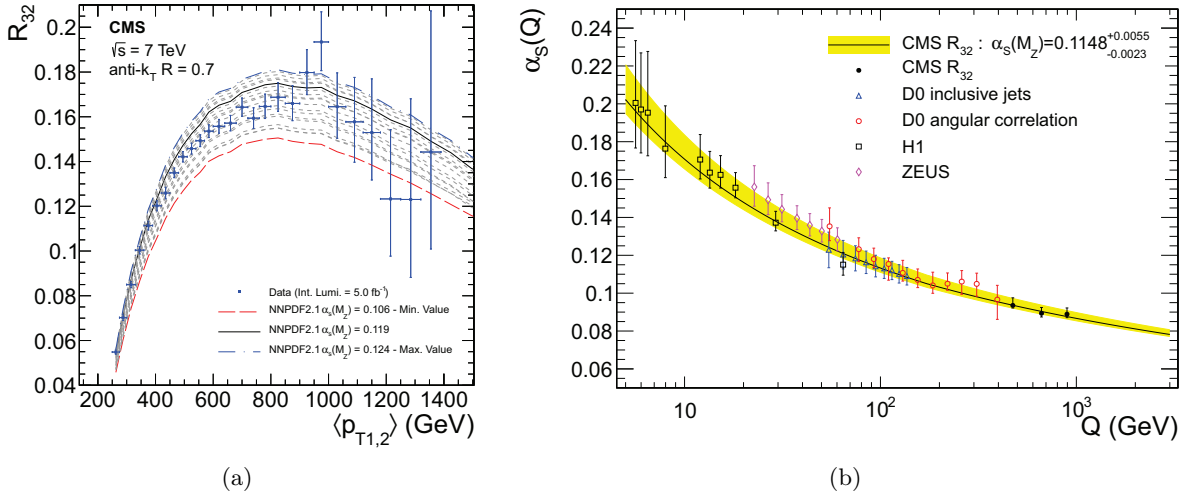 R32
0.2
0.18
0.16
0.14
0.12
0.1
0.08
0.06
0.04
CMS
√s = 7 TeV
anti-kT R = 0.7
Data (Int. Lumi. = 5.0 fb-1)
NNPDF2.1 αs(MZ) = 0.106 - Min. Value
NNPDF2.1 αs(MZ) = 0.119
NNPDF2.1 αs(MZ) = 0.124 - Max. Value
200 400 600 800 1000 1200 1400
⟨pT1,2⟩ (GeV)
(a)
αS(Q)
0.24
0.22
0.2
0.18
0.16
0.14
0.12
0.1
0.08
0.06
CMS R32 : αS(MZ)=0.1148 +0.0055 -0.0023
CMS R32
D0 inclusive jets
D0 angular correlation
H1
ZEUS
10 10² 10³
Q (GeV)
(b)